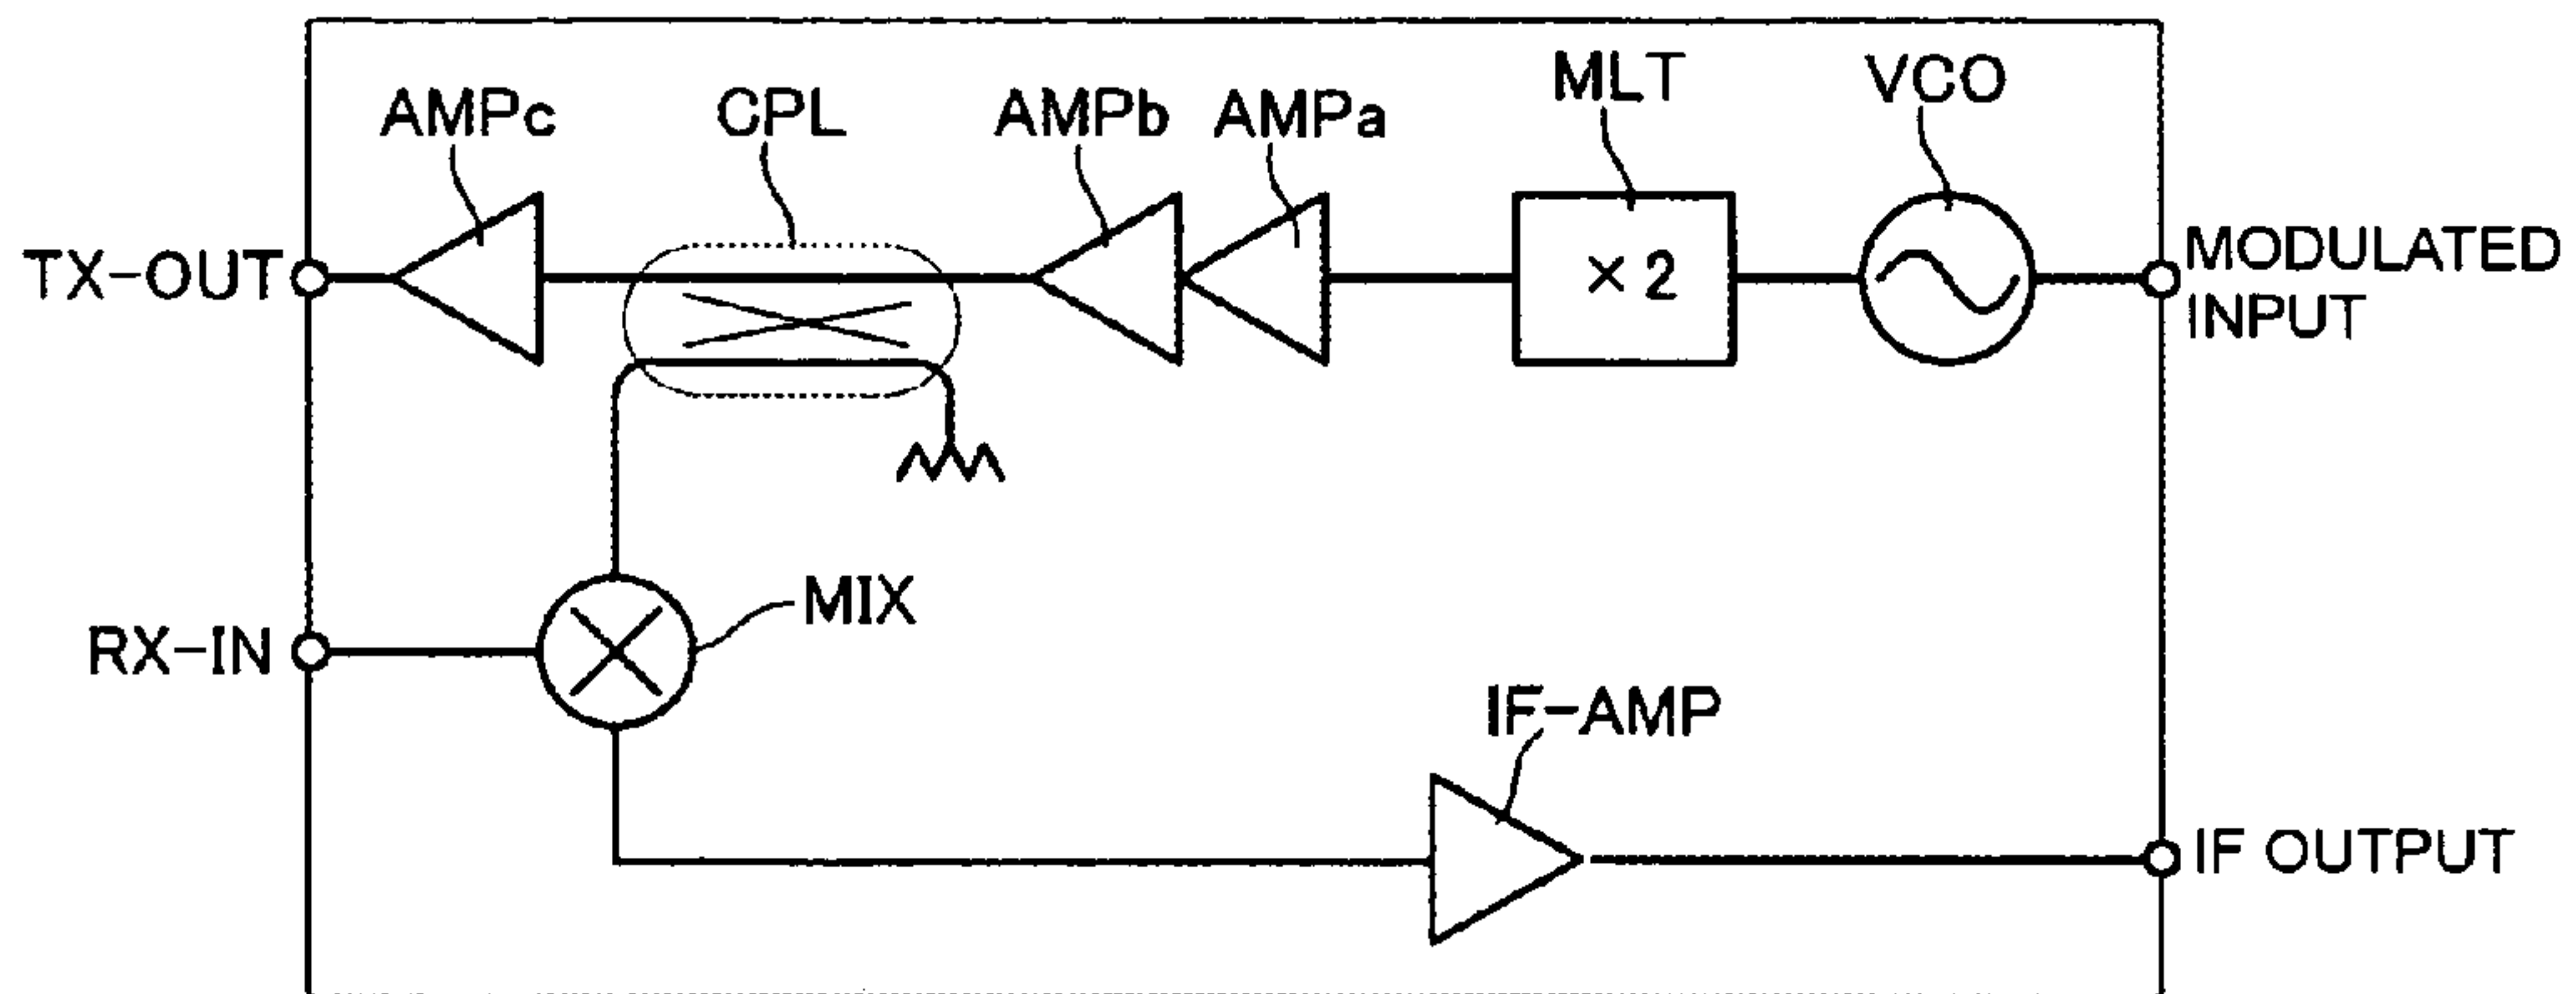 MLT
VCO
AMPc
CPL
AMPb
AMPa
TX-OUT
×2
MODULATED
INPUT
RX-IN
MIX
IF-AMP
IF OUTPUT